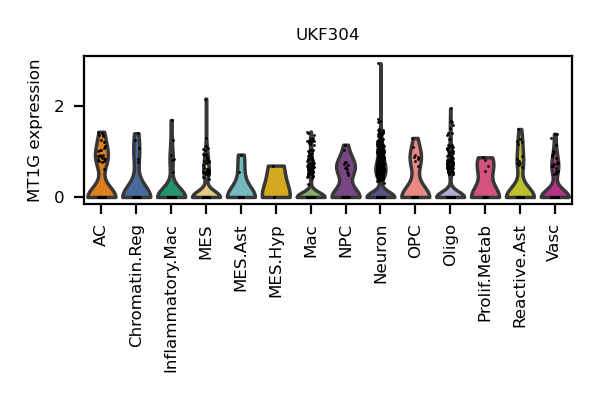 UKF304
MT1G expression
2
0
AC
Chromatin.Reg
Inflammatory.Mac
MES
MES.Ast
MES.Hyp
Mac
NPC
Neuron
OPC
Oligo
Prolif.Metab
Reactive.Ast
Vasc